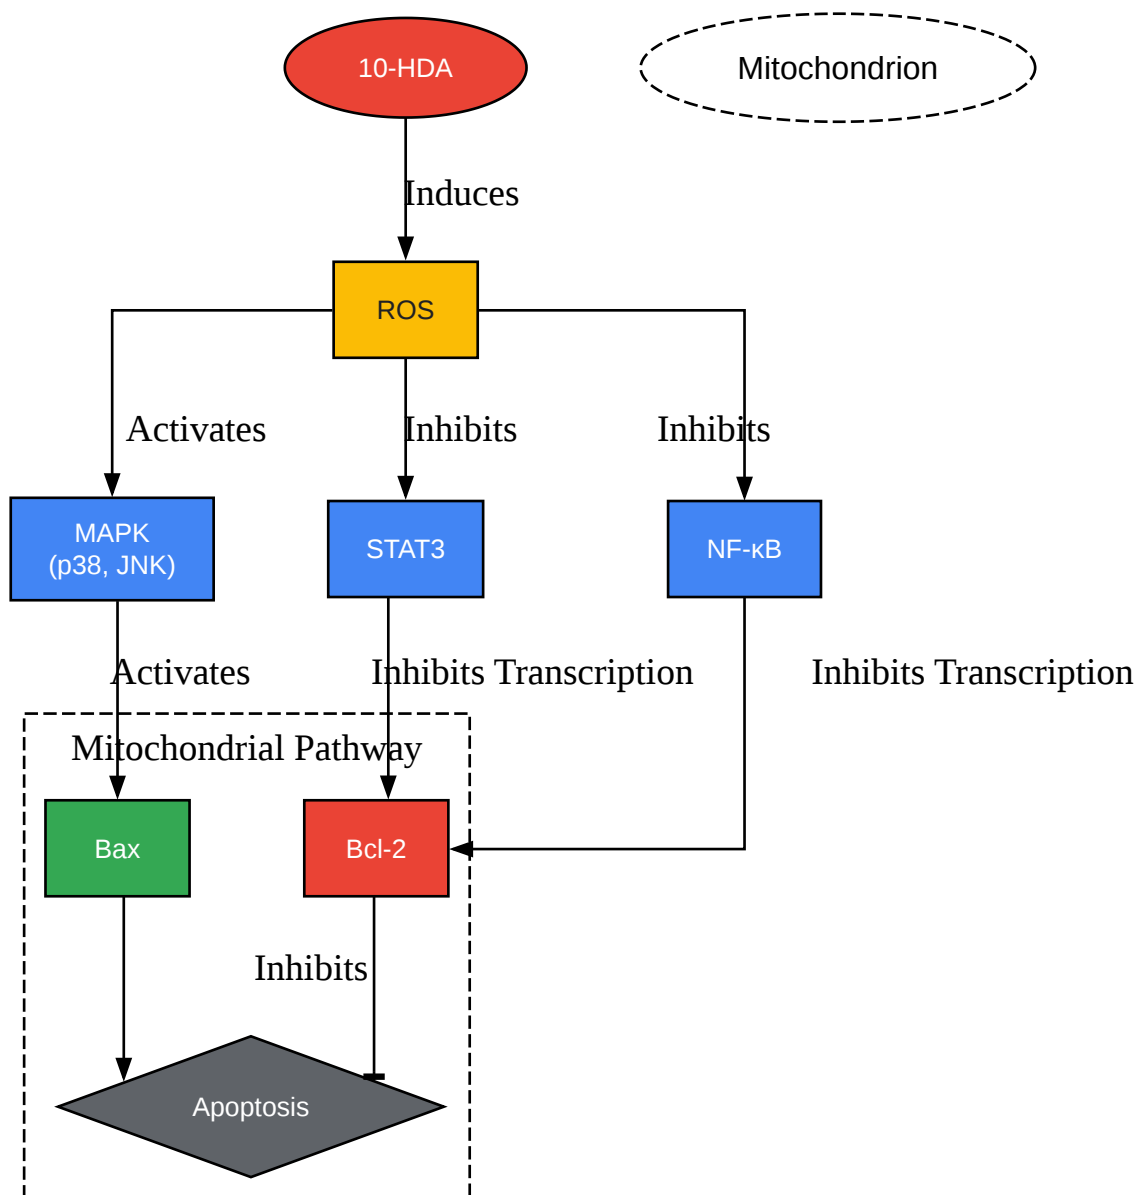 10-HDA
Mitochondrion
Induces
ROS
Activates
Inhibits
Inhibits
MAPK
(p38, JNK)
STAT3
NF-κB
Activates
Inhibits Transcription
Inhibits Transcription
Mitochondrial Pathway
Bax
Bcl-2
Inhibits
Apoptosis